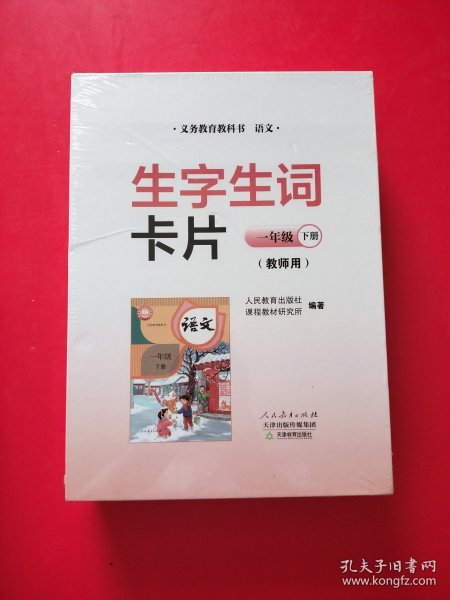 ·义务教育教科书 语文·
生字生词
卡片
一年级 下册
（教师用）
人民教育出版社
课程教材研究所
编著
语文
一年级
下册
人民教育出版社
天津出版传媒集团
天津教育出版社
孔夫子旧书网
www.kongfz.com